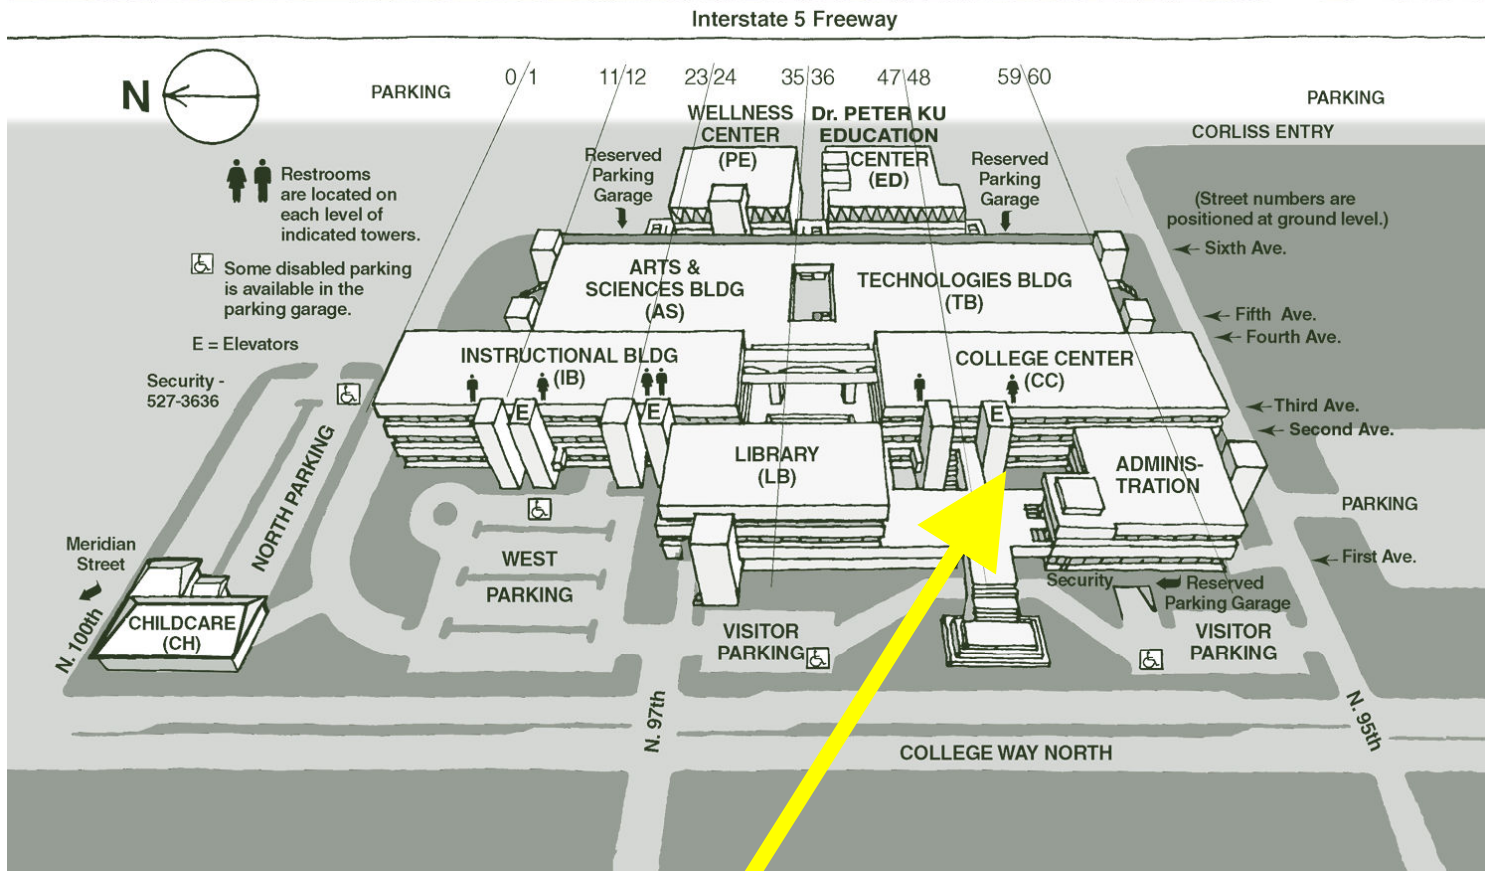 Interstate 5 Freeway
N
PARKING
0/1
11/12
23/24
35/36
47/48
59/60
PARKING
WELLNESS
CENTER
(PE)
Dr. PETER KU
EDUCATION
CENTER
(ED)
CORLISS ENTRY
Reserved
Parking
Garage
Reserved
Parking
Garage
Restrooms
are located on
each level of
indicated towers.
(Street numbers are
positioned at ground level.)
Sixth Ave.
Some disabled parking
is available in the
parking garage.
ARTS &
SCIENCES BLDG
(AS)
TECHNOLOGIES BLDG
(TB)
Fifth Ave.
Fourth Ave.
E = Elevators
INSTRUCTIONAL BLDG
(IB)
COLLEGE CENTER
(CC)
Security -
527-3636
E
E
E
Third Ave.
Second Ave.
LIBRARY
(LB)
ADMINIS-
TRATION
NORTH PARKING
PARKING
Meridian
Street
WEST
PARKING
First Ave.
Security
Reserved
Parking Garage
CHILDCARE
(CH)
N. 100th
VISITOR
PARKING
VISITOR
PARKING
N. 97th
N. 95th
COLLEGE WAY NORTH